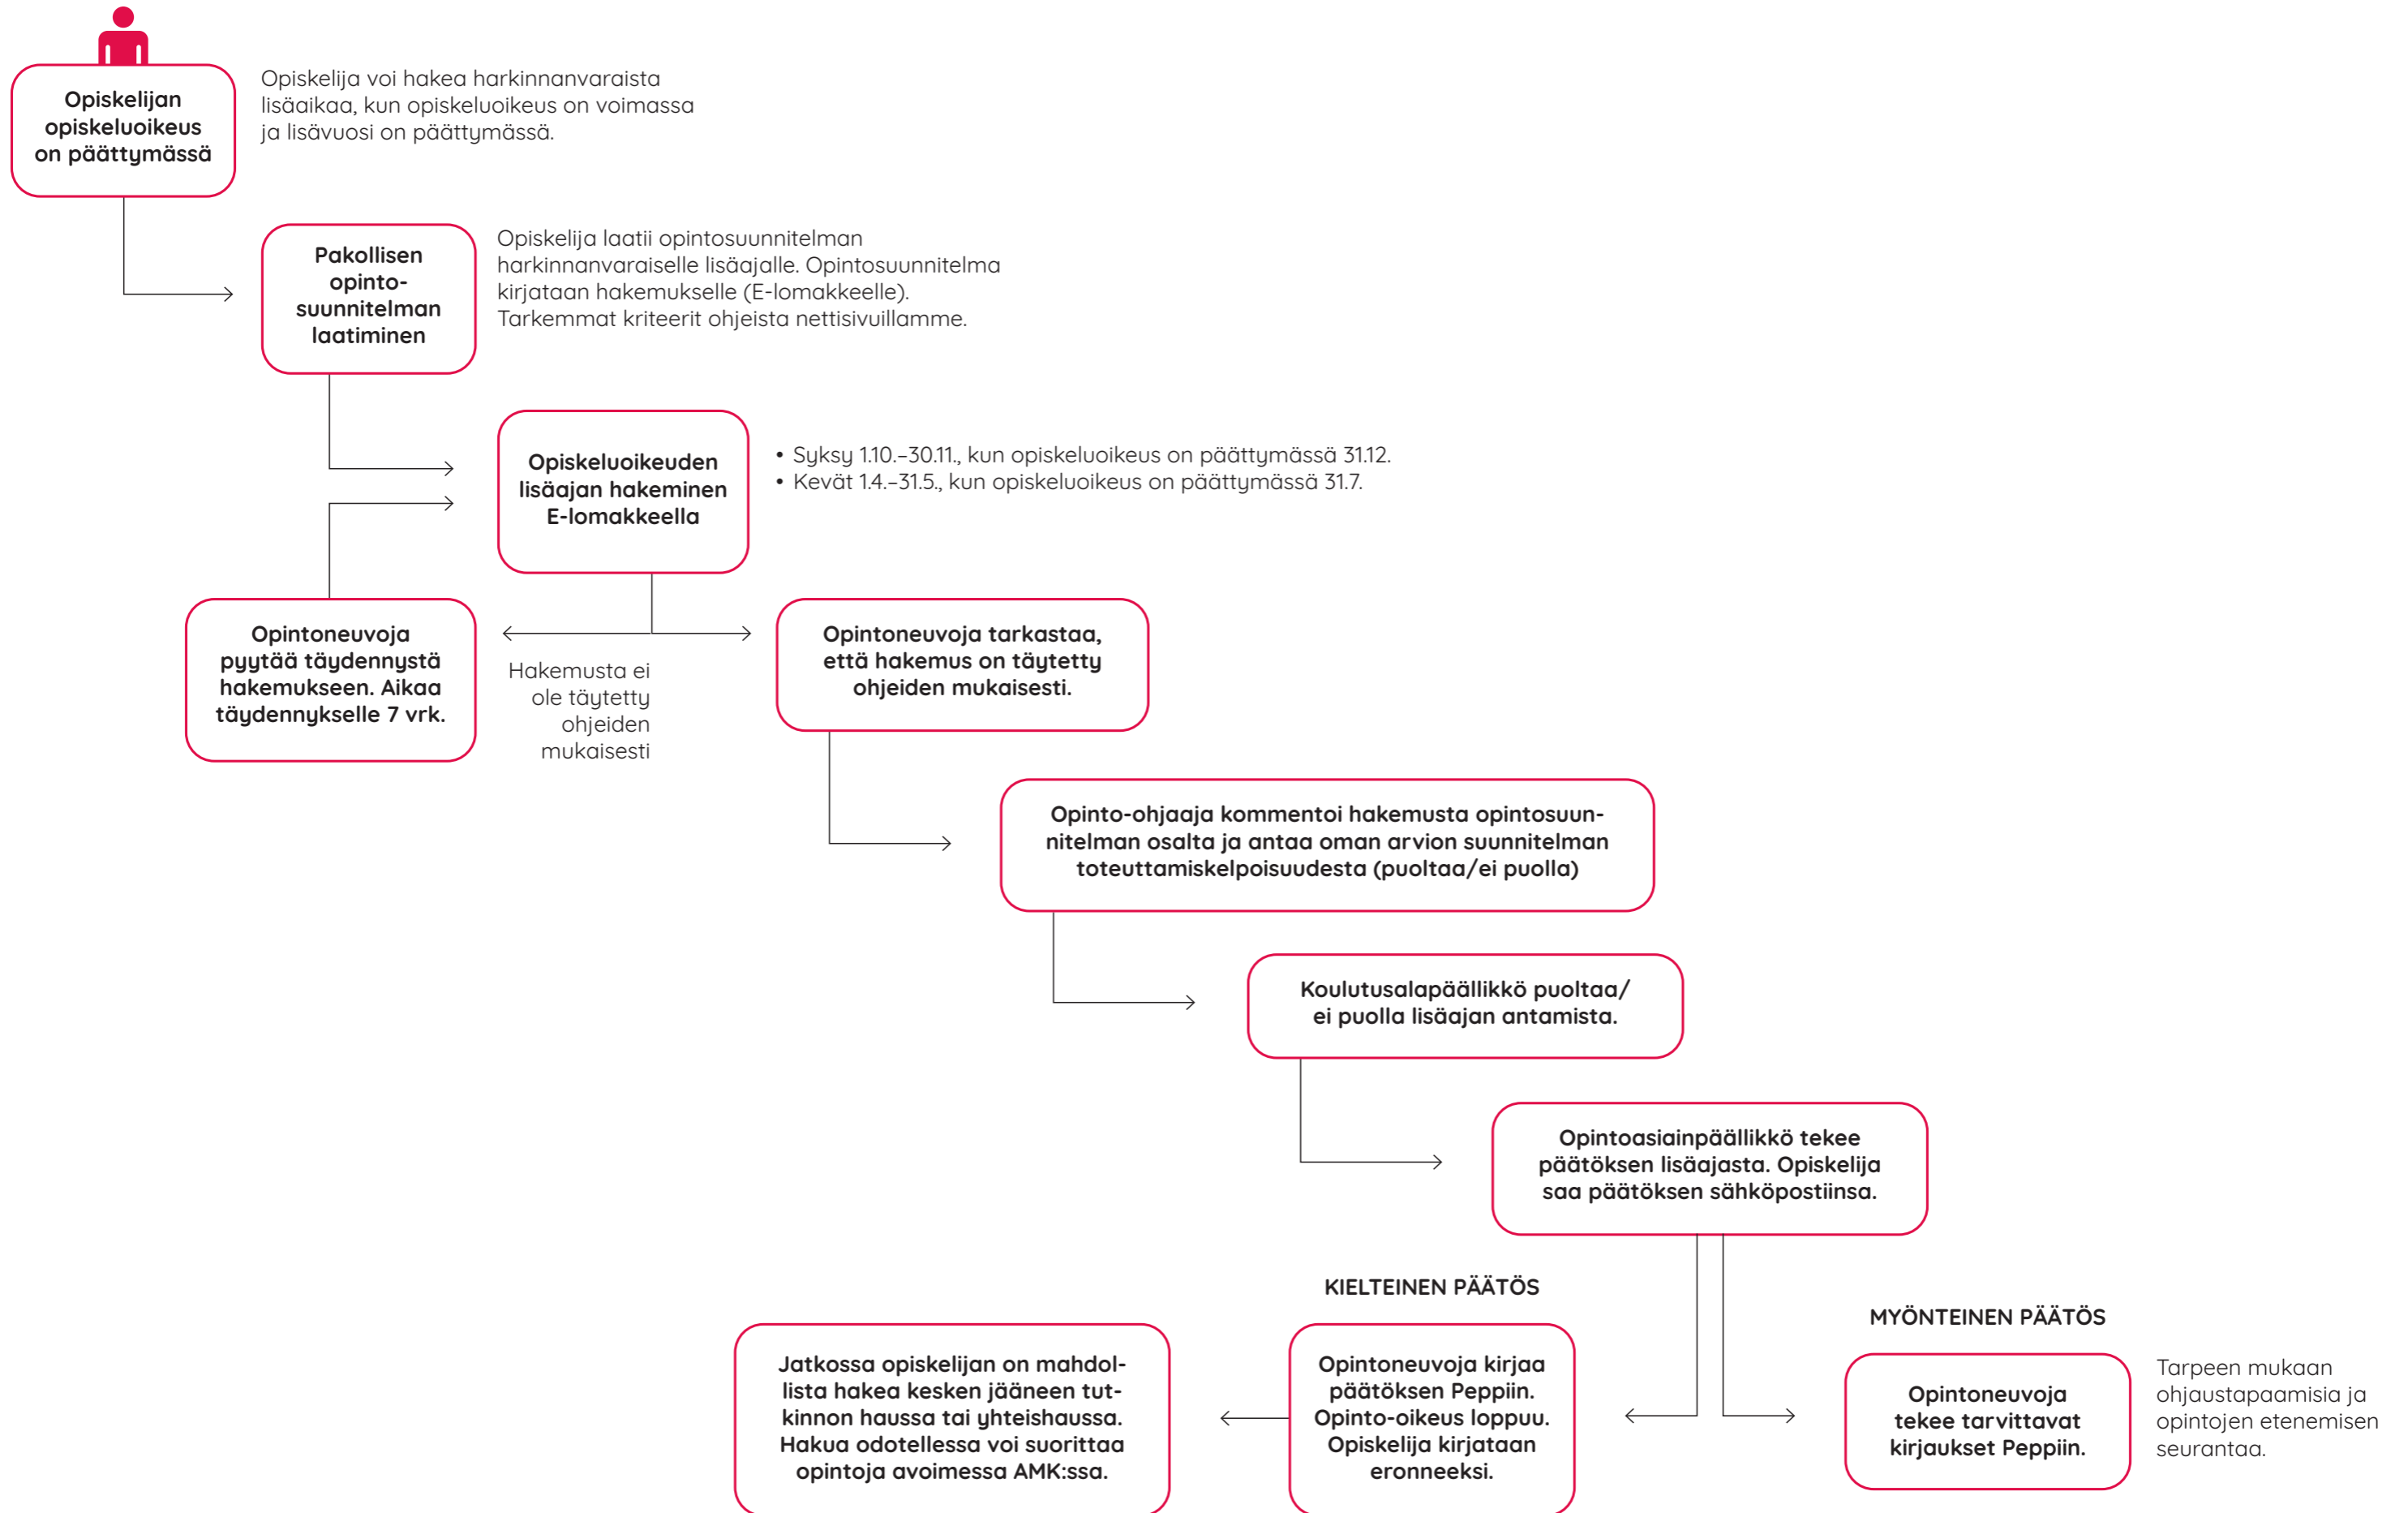 Opiskelijan
opiskeluoikeus
on päättymässä
Opiskelija voi hakea harkinnanvaraista
lisäaikaa, kun opiskeluoikeus on voimassa
ja lisävuosi on päättymässä.
Pakollisen
opinto-
suunnitelman
laatiminen
Opiskelija laatii opintosuunnitelman
harkinnanvaraiselle lisäajalle. Opintosuunnitelma
kirjataan hakemukselle (E-lomakkeelle).
Tarkemmat kriteerit ohjeista nettisivuillamme.
Opiskeluoikeuden
lisäajan hakeminen
E-lomakkeella
• Syksy 1.10.–30.11., kun opiskeluoikeus on päättymässä 31.12.
• Kevät 1.4.–31.5., kun opiskeluoikeus on päättymässä 31.7.
Opintoneuvoja
pyytää täydennystä
hakemukseen. Aikaa
täydennykselle 7 vrk.
Hakemusta ei
ole täytetty
ohjeiden
mukaisesti
Opintoneuvoja tarkastaa,
että hakemus on täytetty
ohjeiden mukaisesti.
Opinto-ohjaaja kommentoi hakemusta opintosuun-
nitelman osalta ja antaa oman arvion suunnitelman
toteuttamiskelpoisuudesta (puoltaa/ei puolla)
Koulutusalapäällikkö puoltaa/
ei puolla lisäajan antamista.
Opintoasiainpäällikkö tekee
päätöksen lisäajasta. Opiskelija
saa päätöksen sähköpostiinsa.
KIELTEINEN PÄÄTÖS
Opintoneuvoja kirjaa
päätöksen Peppiin.
Opinto-oikeus loppuu.
Opiskelija kirjataan
eronneeksi.
Jatkossa opiskelijan on mahdol-
lista hakea kesken jääneen tut-
kinnon haussa tai yhteishaussa.
Hakua odotellessa voi suorittaa
opintoja avoimessa AMK:ssa.
MYÖNTEINEN PÄÄTÖS
Opintoneuvoja
tekee tarvittavat
kirjaukset Peppiin.
Tarpeen mukaan
ohjaustapaamisia ja
opintojen etenemisen
seurantaa.